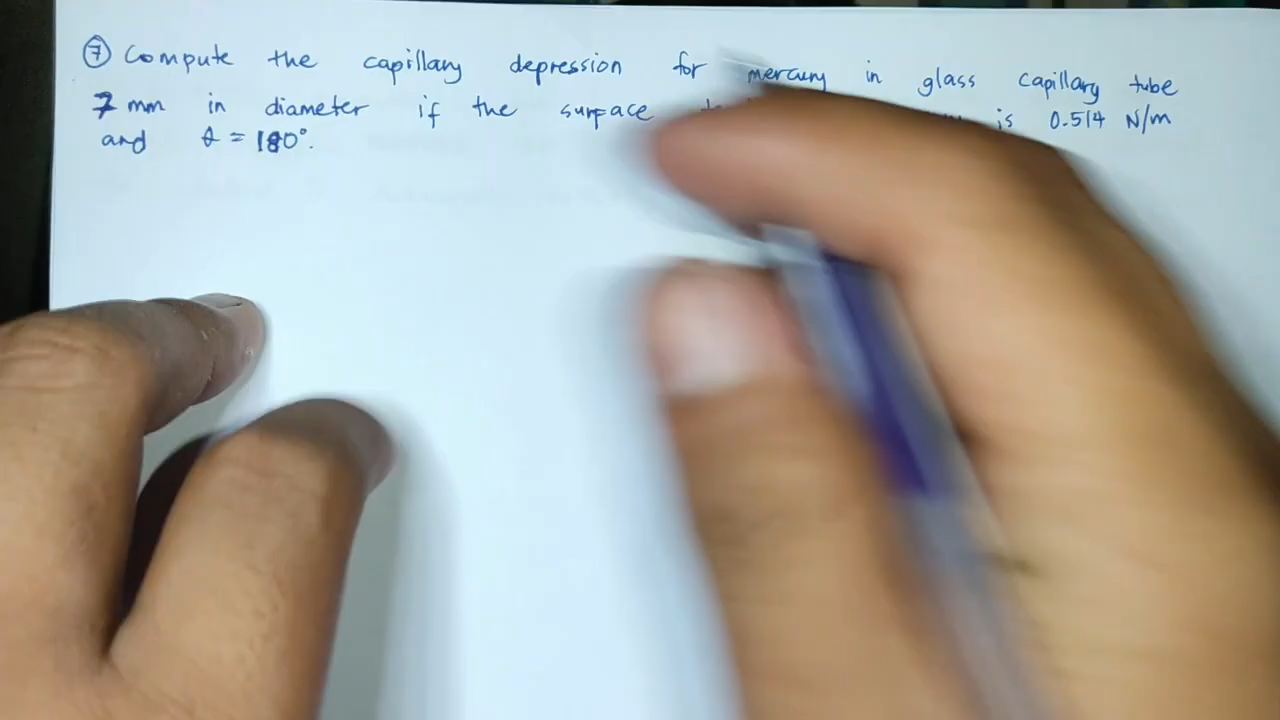 ⑦ Compute the capillary depression for mercury in glass capillary tube
7 mm in diameter if the surface is 0.514 N/m
and θ = 180°.